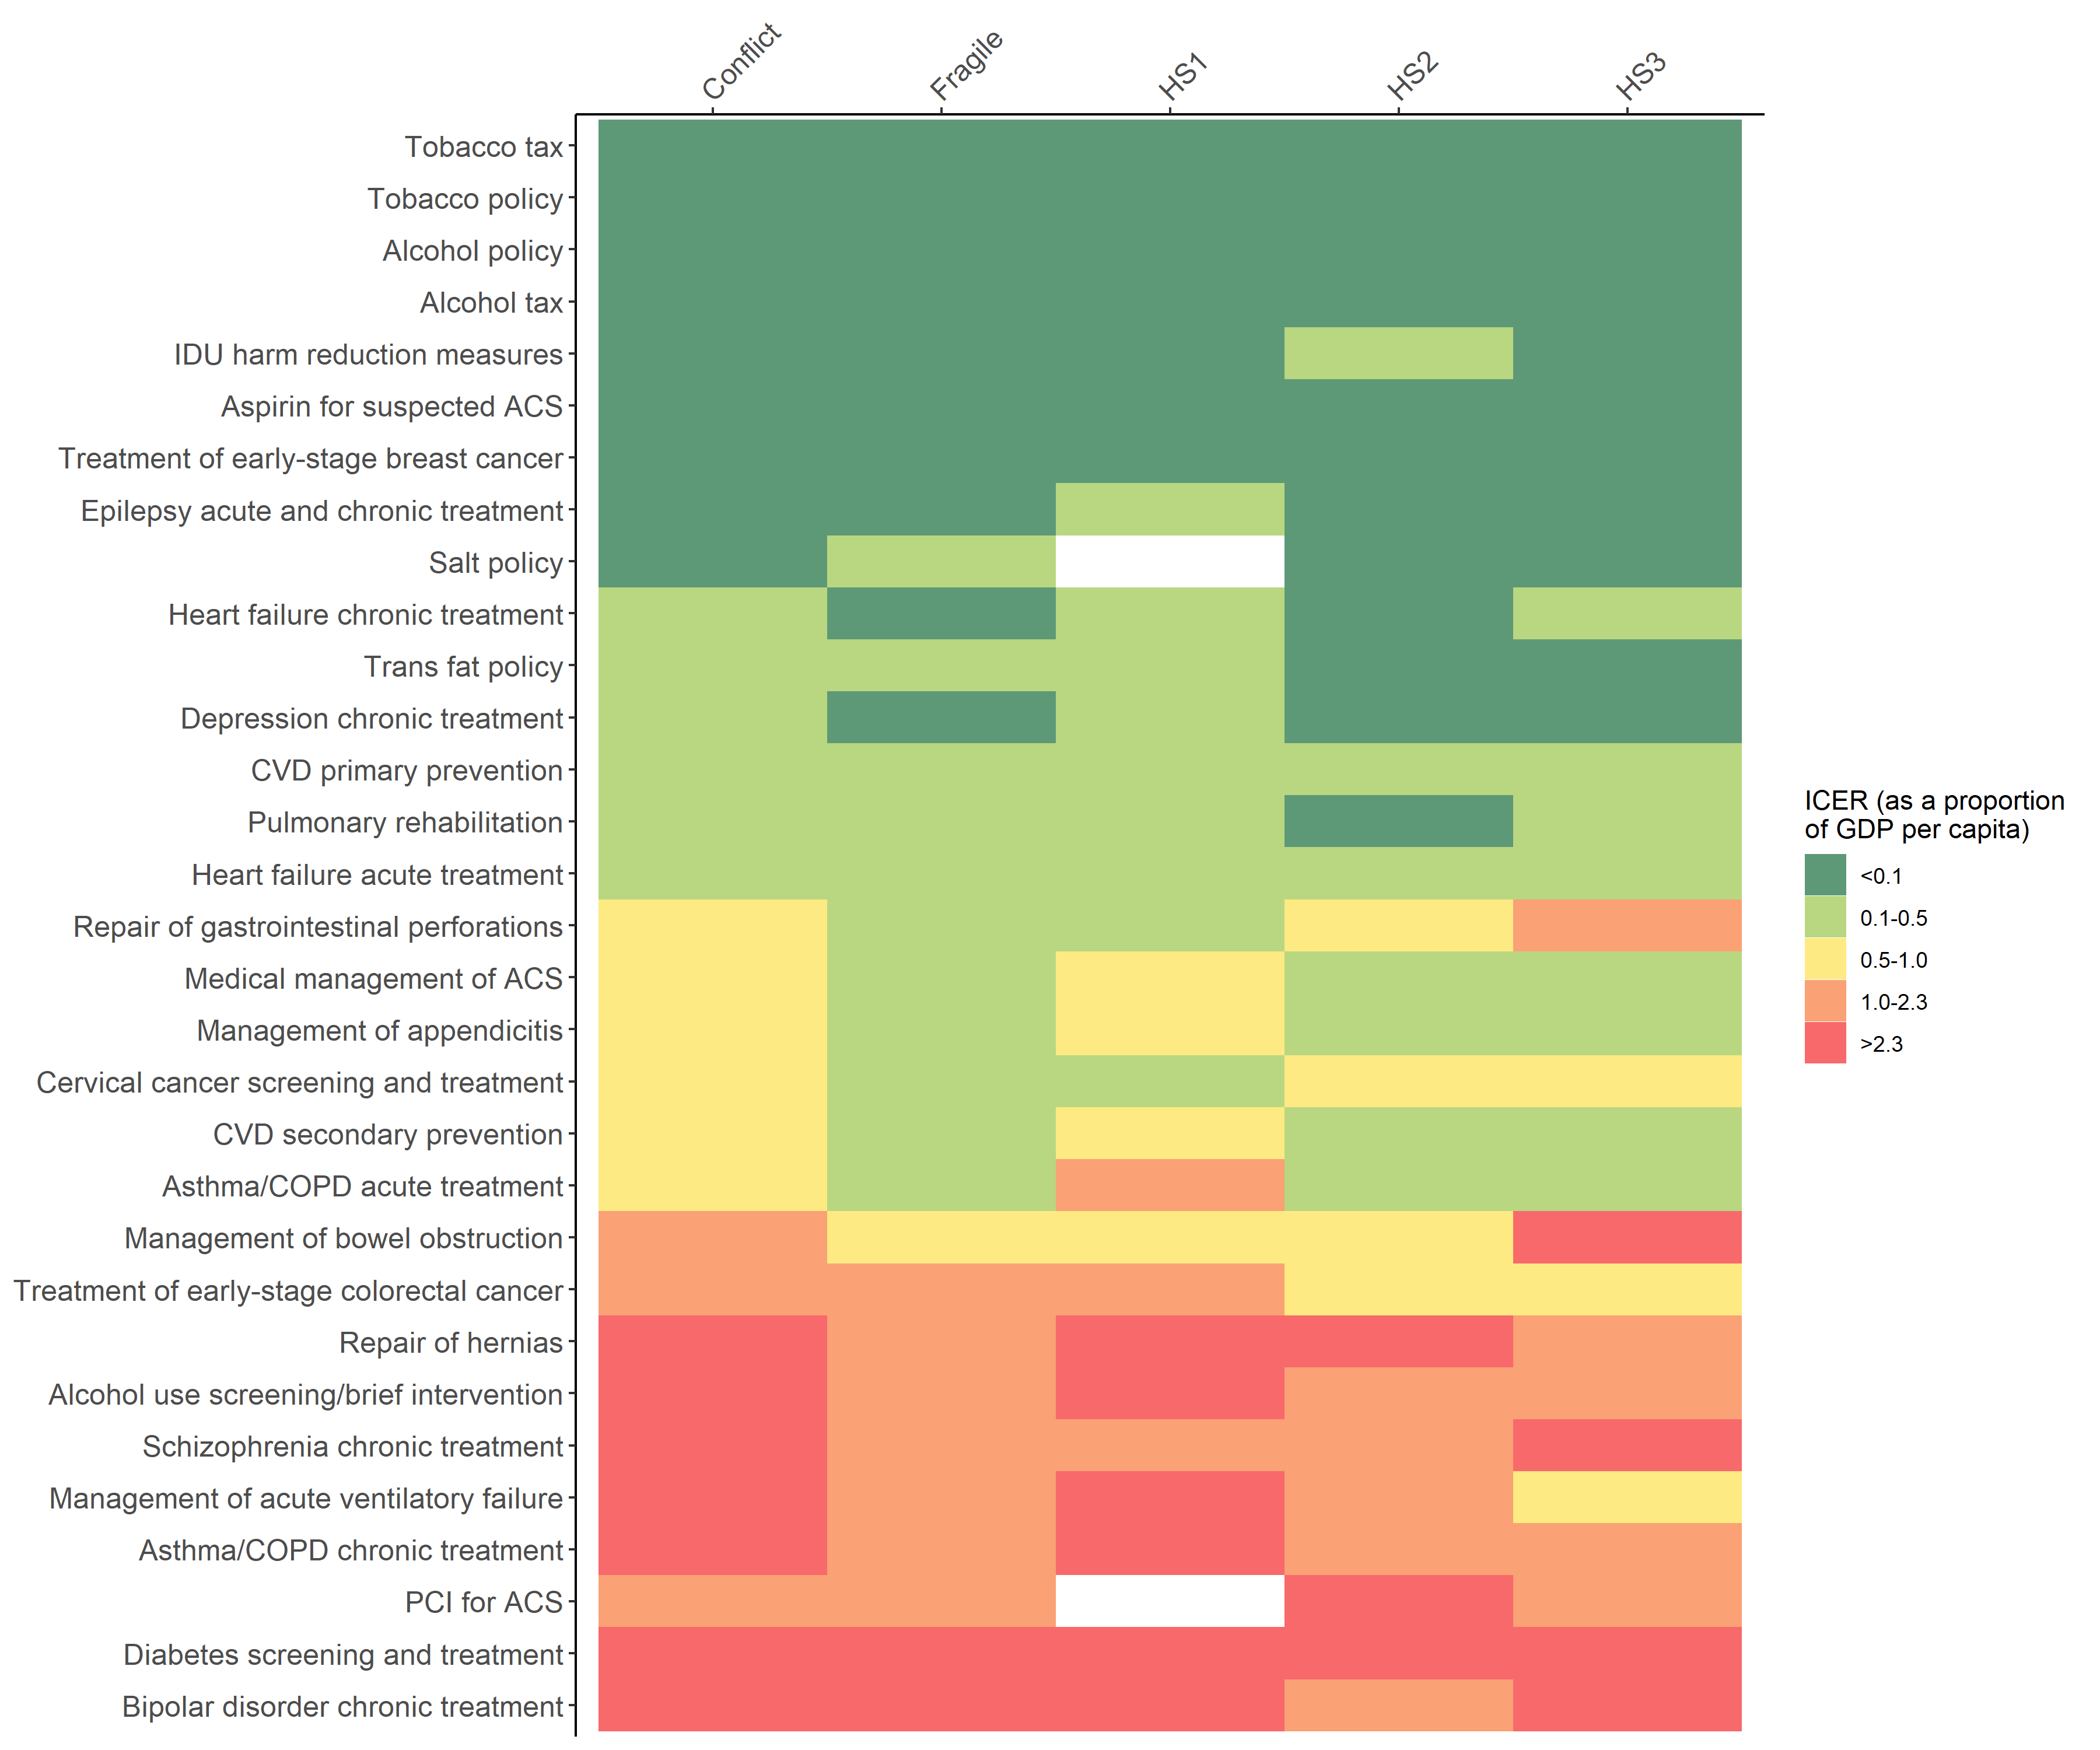 Conflict
Fragile
HS1
HS2
HS3
Tobacco tax
Tobacco policy
Alcohol policy
Alcohol tax
IDU harm reduction measures
Aspirin for suspected ACS
Treatment of early-stage breast cancer
Epilepsy acute and chronic treatment
Salt policy
Heart failure chronic treatment
Trans fat policy
Depression chronic treatment
CVD primary prevention
Pulmonary rehabilitation
Heart failure acute treatment
Repair of gastrointestinal perforations
Medical management of ACS
Management of appendicitis
Cervical cancer screening and treatment
CVD secondary prevention
Asthma/COPD acute treatment
Management of bowel obstruction
Treatment of early-stage colorectal cancer
Repair of hernias
Alcohol use screening/brief intervention
Schizophrenia chronic treatment
Management of acute ventilatory failure
Asthma/COPD chronic treatment
PCI for ACS
Diabetes screening and treatment
Bipolar disorder chronic treatment
ICER (as a proportion
of GDP per capita)
<0.1
0.1-0.5
0.5-1.0
1.0-2.3
>2.3